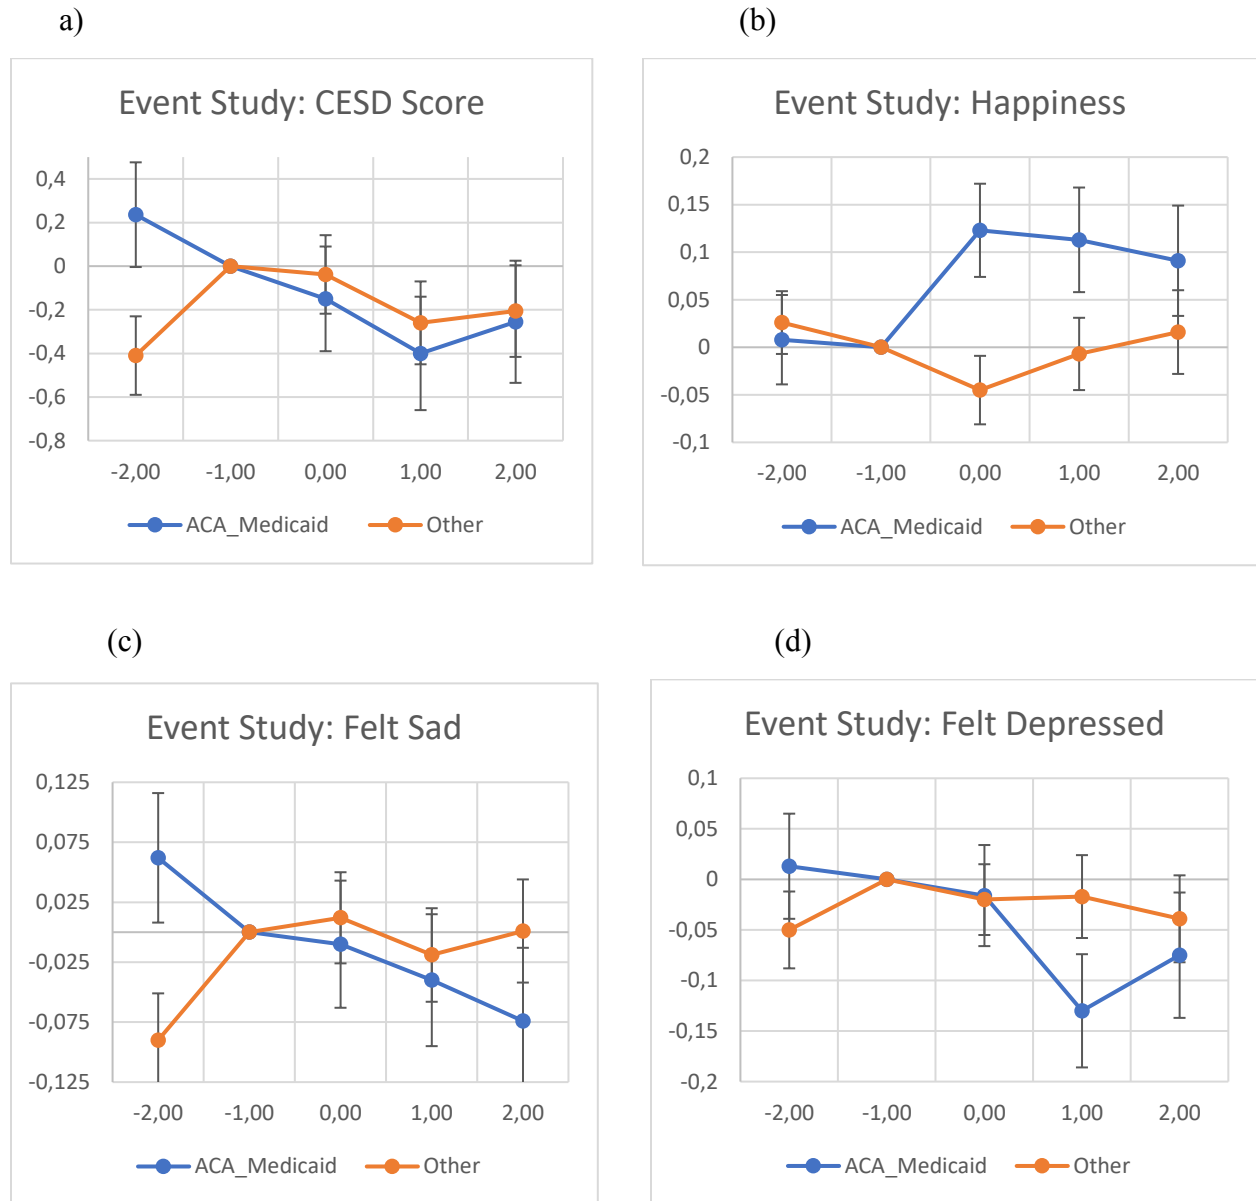 a)
(b)
Event Study: CESD Score
0,4
0,2
0
-0,2
-0,4
-0,6
-0,8
-2,00 -1,00 0,00 1,00 2,00
ACA_Medicaid Other
Event Study: Happiness
0,2
0,15
0,1
0,05
0
-0,05
-0,1
-2,00 -1,00 0,00 1,00 2,00
ACA_Medicaid Other
(c)
(d)
Event Study: Felt Sad
0,125
0,075
0,025
-0,025
-0,075
-0,125
-2,00 -1,00 0,00 1,00 2,00
ACA_Medicaid Other
Event Study: Felt Depressed
0,1
0,05
0
-0,05
-0,1
-0,15
-0,2
-2,00 -1,00 0,00 1,00 2,00
ACA_Medicaid Other